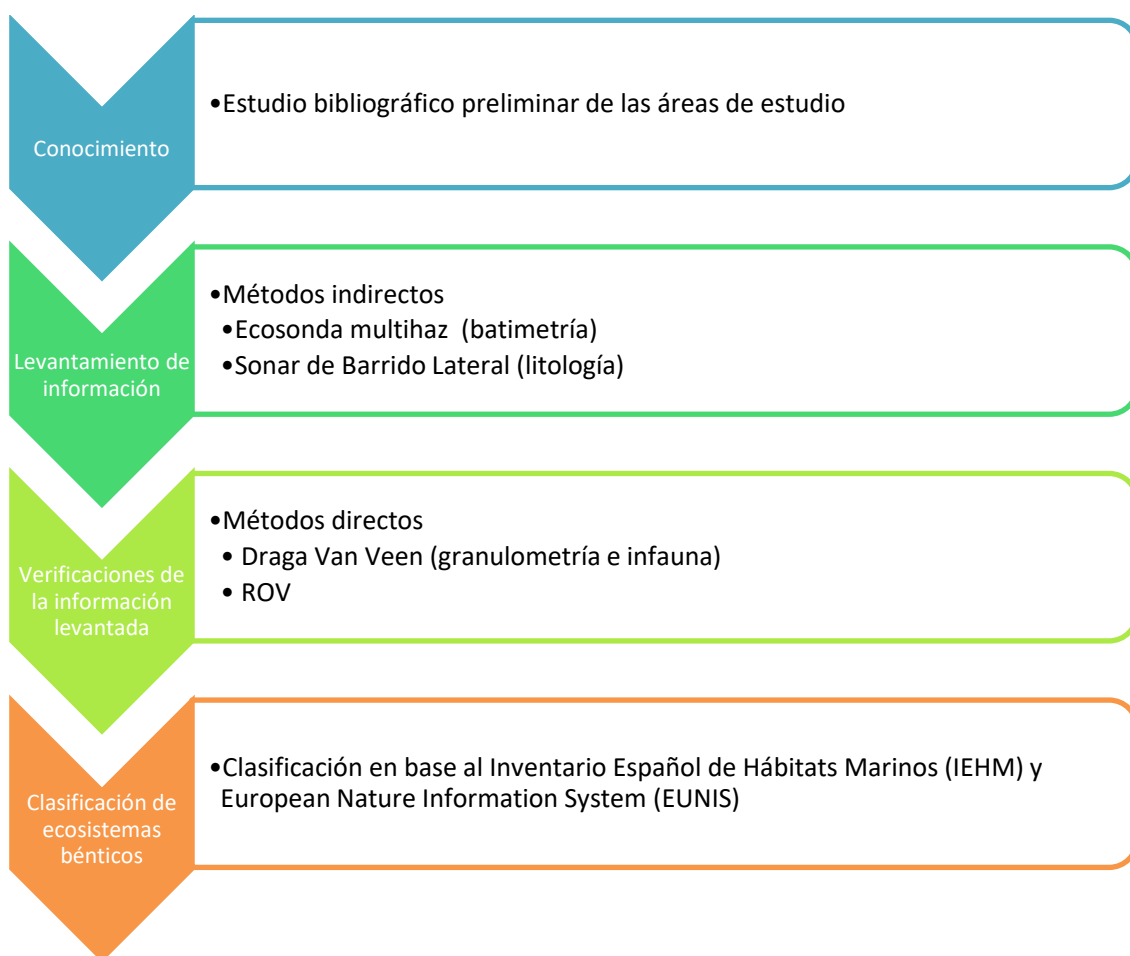 Conocimiento
•Estudio bibliográfico preliminar de las áreas de estudio
Levantamiento de
información
•Métodos indirectos
•Ecosonda multihaz (batimetría)
•Sonar de Barrido Lateral (litología)
Verificaciones de
la información
levantada
•Métodos directos
• Draga Van Veen (granulometría e infauna)
• ROV
Clasificación de
ecosistemas
bénticos
•Clasificación en base al Inventario Español de Hábitats Marinos (IEHM) y
European Nature Information System (EUNIS)